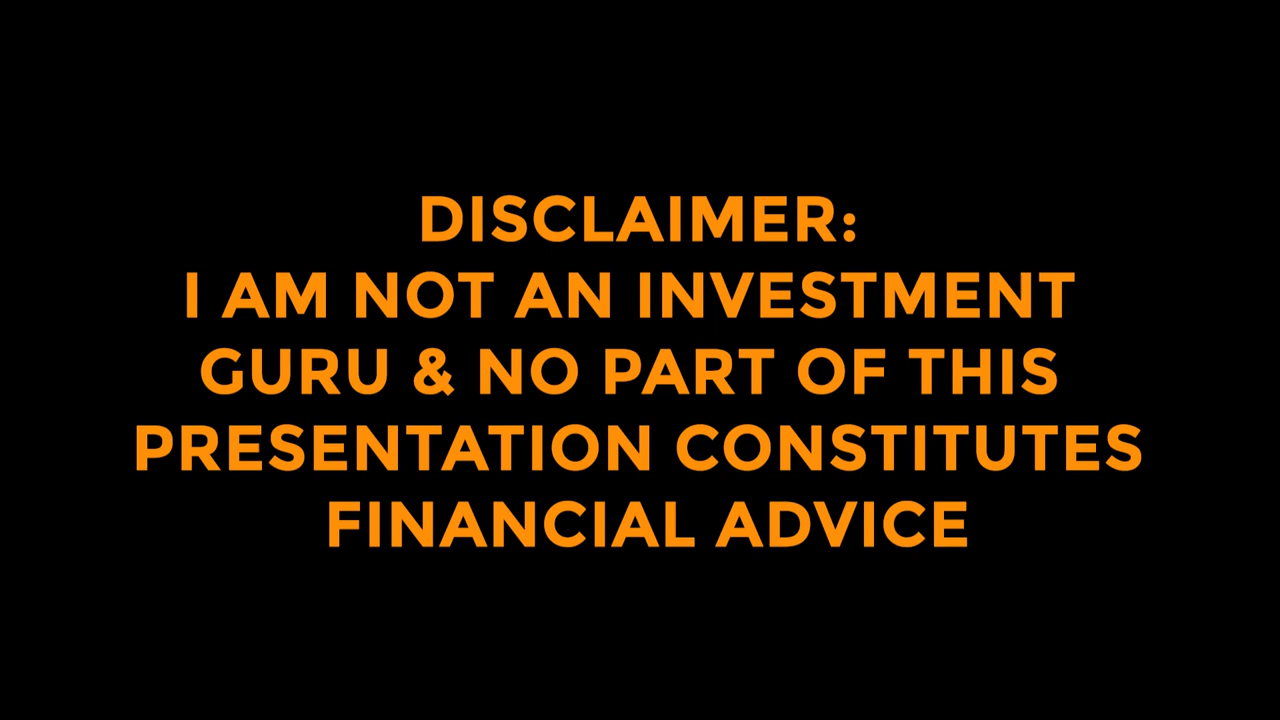 DISCLAIMER:
I AM NOT AN INVESTMENT
GURU & NO PART OF THIS
PRESENTATION CONSTITUTES
FINANCIAL ADVICE